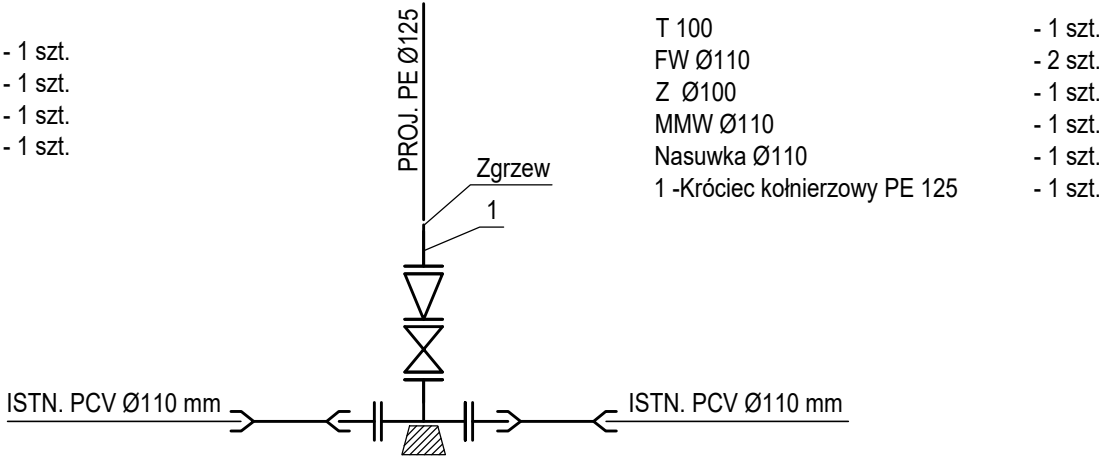 - 1 szt.
- 1 szt.
- 1 szt.
- 1 szt.
PROJ. PE Ø125
Zgrzew
1
T 100 - 1 szt.
FW Ø110 - 2 szt.
Z Ø100 - 1 szt.
MMW Ø110 - 1 szt.
Nasuwka Ø110 - 1 szt.
1 -Króciec kołnierzowy PE 125 - 1 szt.
ISTN. PCV Ø110 mm
ISTN. PCV Ø110 mm